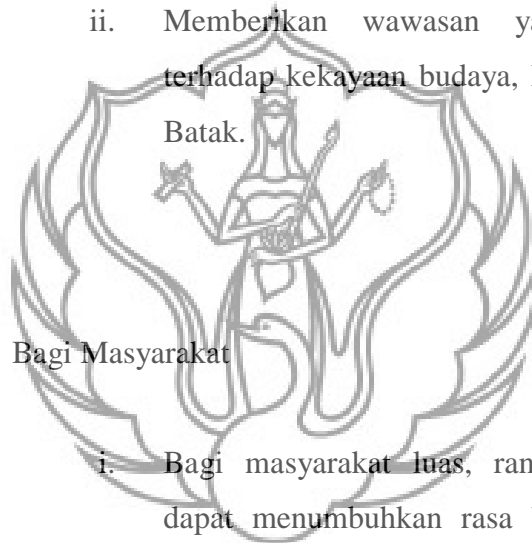 ii. Memberikan wawasan
terhadap kekayaan budaya,
Batak.
Bagi Masyarakat
i. Bagi masyarakat luas,
dapat menumbuhkan rasa